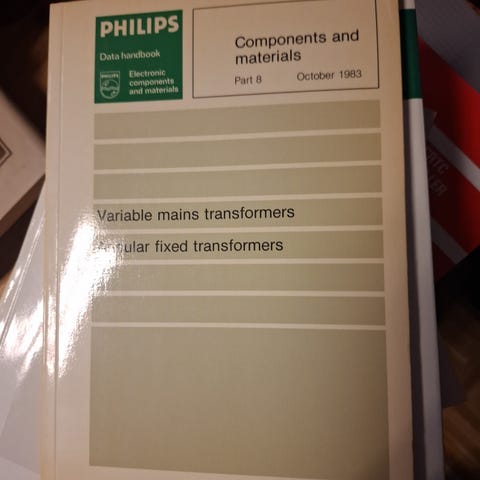 PHILIPS
Data handbook
PHILIPS
Electronic
components
and materials
Components and
materials
Part 8 October 1983
Variable mains transformers
fixed transformers